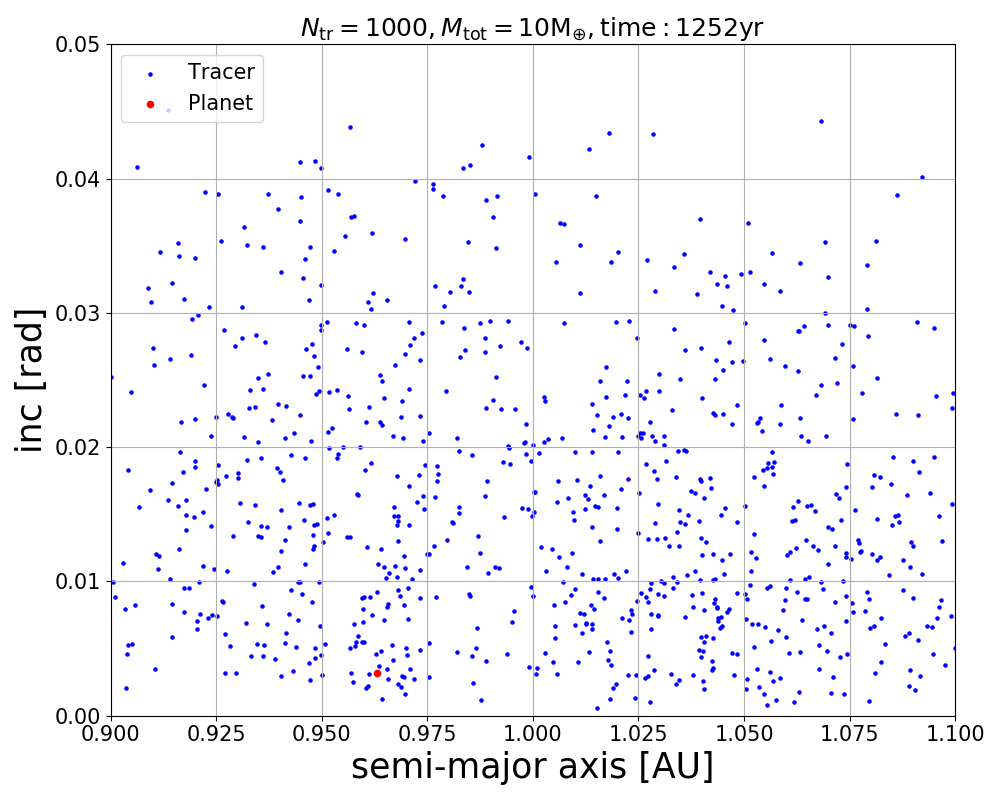 N_tr = 1000, M_tot = 10M_⊕, time : 1252yr
0.05
Tracer
Planet
0.04
0.03
inc [rad]
0.02
0.01
0.00
0.900 0.925 0.950 0.975 1.000 1.025 1.050 1.075 1.100
semi-major axis [AU]